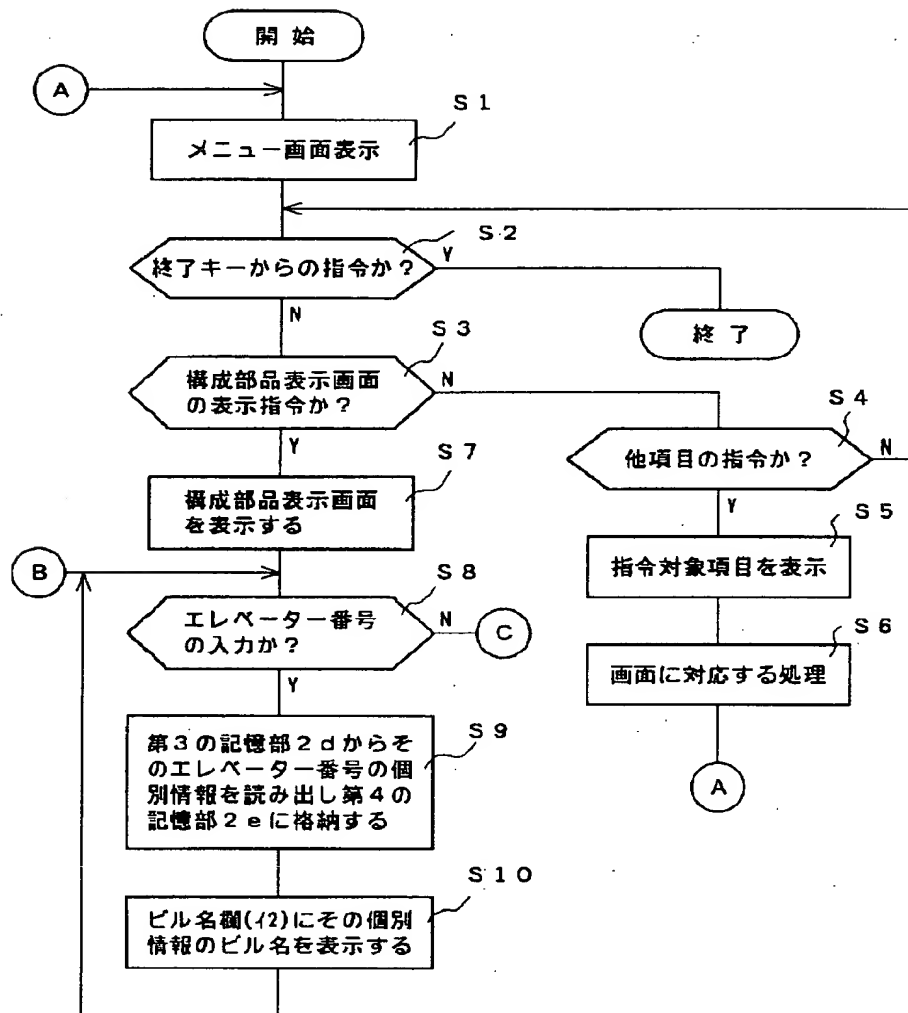 開始
A
S1
メニュー画面表示
S2
終了キーからの指令か？
Y
N
終了
S3
構成部品表示画面
の表示指令か？
N
Y
S4
他項目の指令か？
N
Y
S7
構成部品表示画面
を表示する
S5
指令対象項目を表示
B
S8
エレベーター番号
の入力か？
N
C
Y
S6
画面に対応する処理
A
S9
第3の記憶部2dからそ
のエレベーター番号の個
別情報を読み出し第4の
記憶部2eに格納する
S10
ビル名欄(ｲ2)にその個別
情報のビル名を表示する